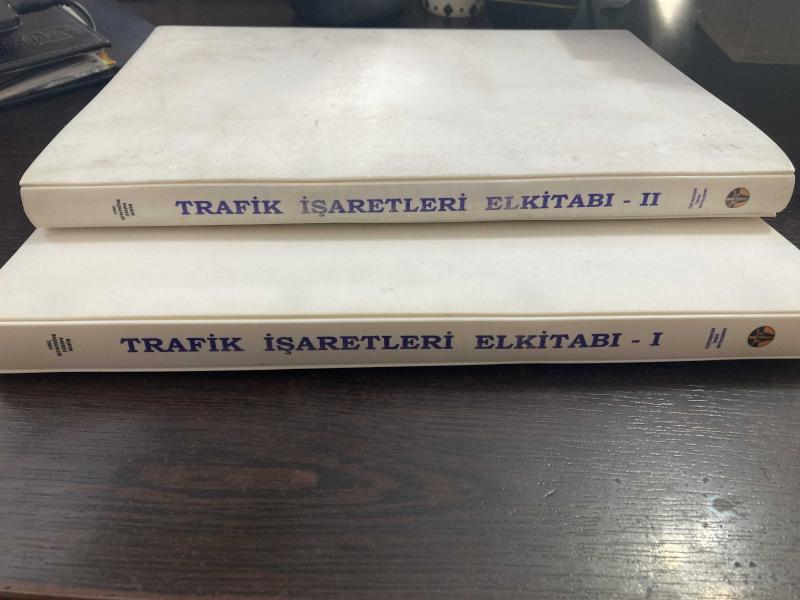 TRAFİK İŞARETLERİ ELKİTABI - II
TRAFİK İŞARETLERİ ELKİTABI - I